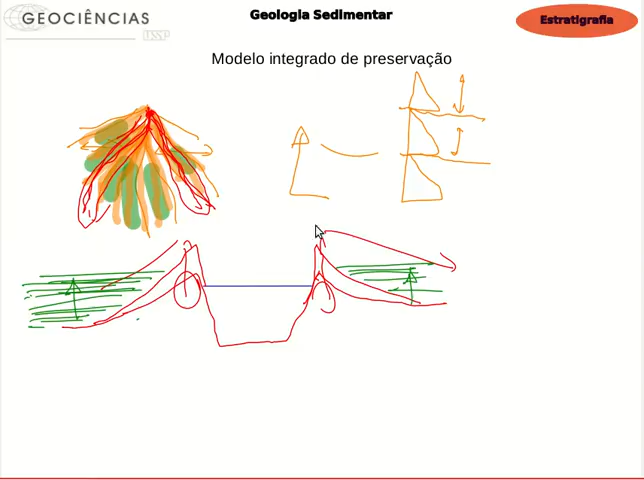 GEOCIÊNCIAS
USP
Geologia Sedimentar
Estratigrafia
Modelo integrado de preservação